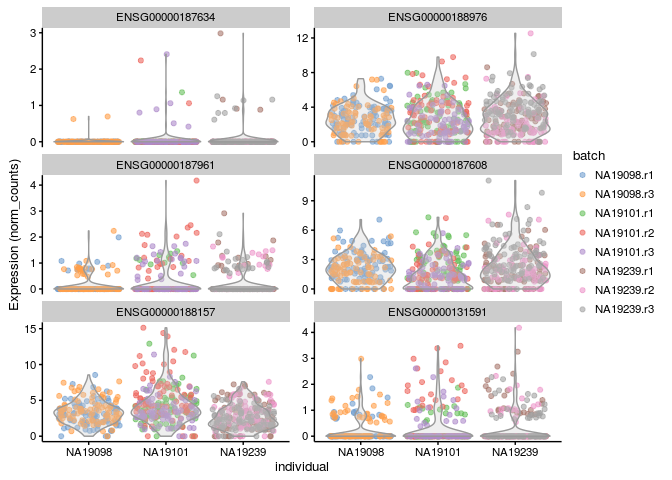 ENSG00000187634
ENSG00000188976
3
2
1
0
12
8
4
0
ENSG00000187961
ENSG00000187608
4
3
2
1
0
9
6
3
0
ENSG00000188157
ENSG00000131591
15
10
5
0
4
3
2
1
0
NA19098
NA19101
NA19239
NA19098
NA19101
NA19239
individual
Expression (norm_counts)
batch
NA19098.r1
NA19098.r3
NA19101.r1
NA19101.r2
NA19101.r3
NA19239.r1
NA19239.r2
NA19239.r3